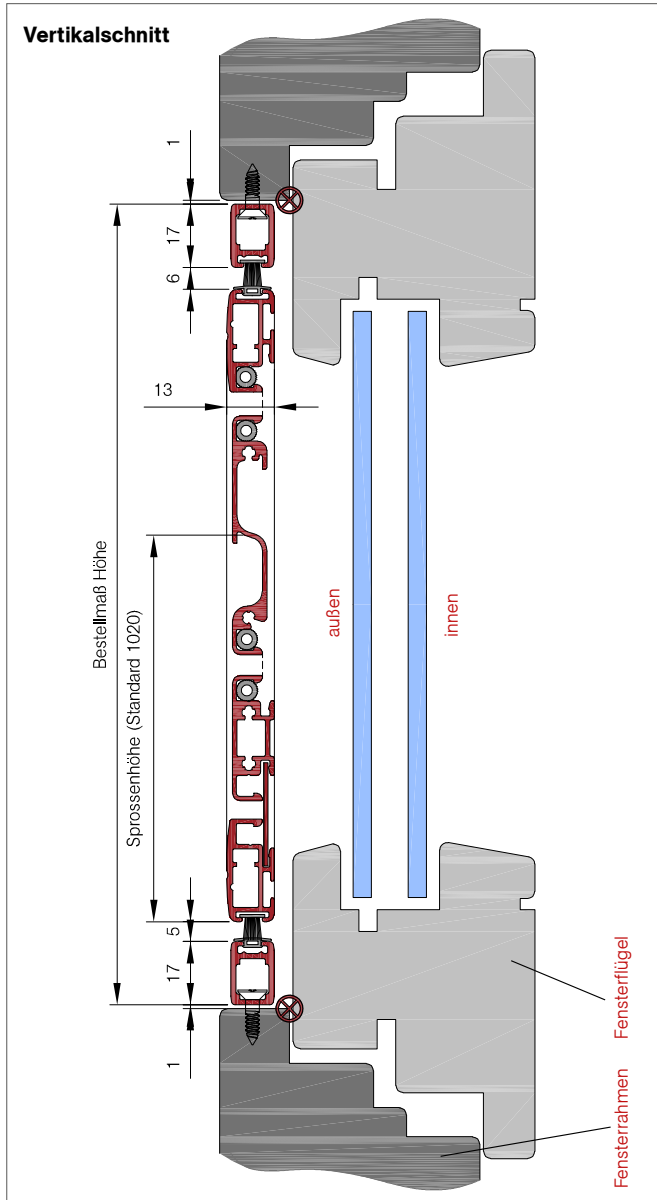 Vertikalschnitt
1
17
6
13
Bestellmaß Höhe
Sprossenhöhe (Standard 1020)
außen
innen
5
17
1
Fensterflügel
Fensterrahmen